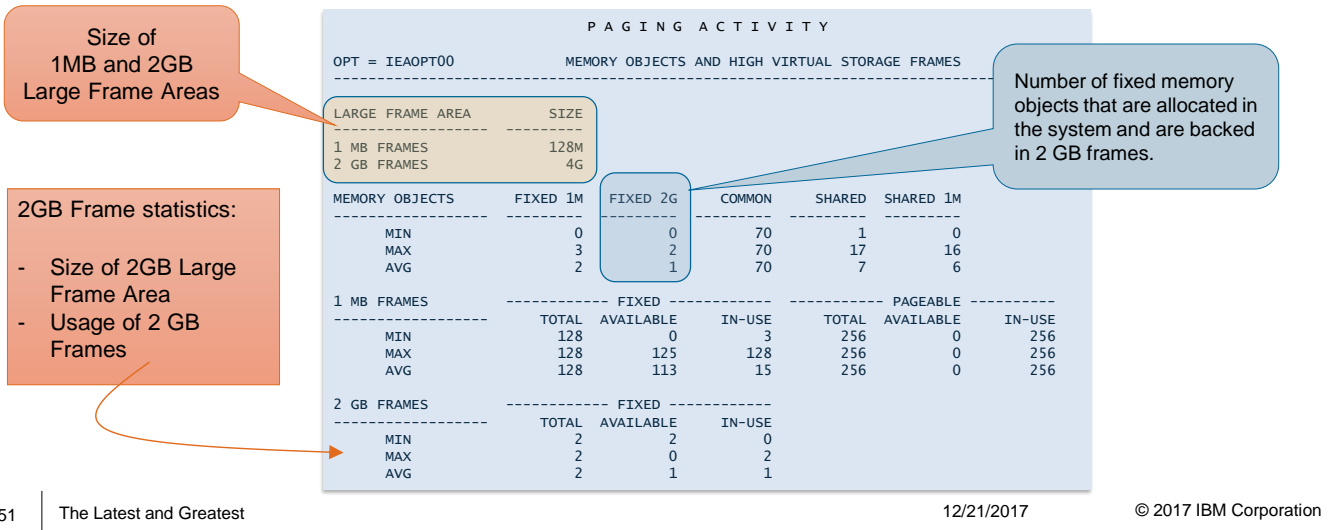 Size of
1MB and 2GB
Large Frame Areas
P A G I N G   A C T I V I T Y
OPT = IEAOPT00   MEMORY OBJECTS AND HIGH VIRTUAL STORAGE FRAMES
Number of fixed memory
objects that are allocated in
the system and are backed
in 2 GB frames.
LARGE FRAME AREA   SIZE
1 MB FRAMES   128M
2 GB FRAMES   4G
2GB Frame statistics:
- Size of 2GB Large
Frame Area
- Usage of 2 GB
Frames
MEMORY OBJECTS   FIXED 1M   FIXED 2G   COMMON   SHARED   SHARED 1M
MIN   0   0   70   1   0
MAX   3   2   70   17   16
AVG   2   1   70   7   6
1 MB FRAMES   ------------ FIXED ------------   ----------- PAGEABLE ----------
TOTAL   AVAILABLE   IN-USE   TOTAL   AVAILABLE   IN-USE
MIN   128   0   3   256   0   256
MAX   128   125   128   256   0   256
AVG   128   113   15   256   0   256
2 GB FRAMES   ------------ FIXED ------------
TOTAL   AVAILABLE   IN-USE
MIN   2   2   0
MAX   2   0   2
AVG   2   1   1
51   The Latest and Greatest   12/21/2017   © 2017 IBM Corporation